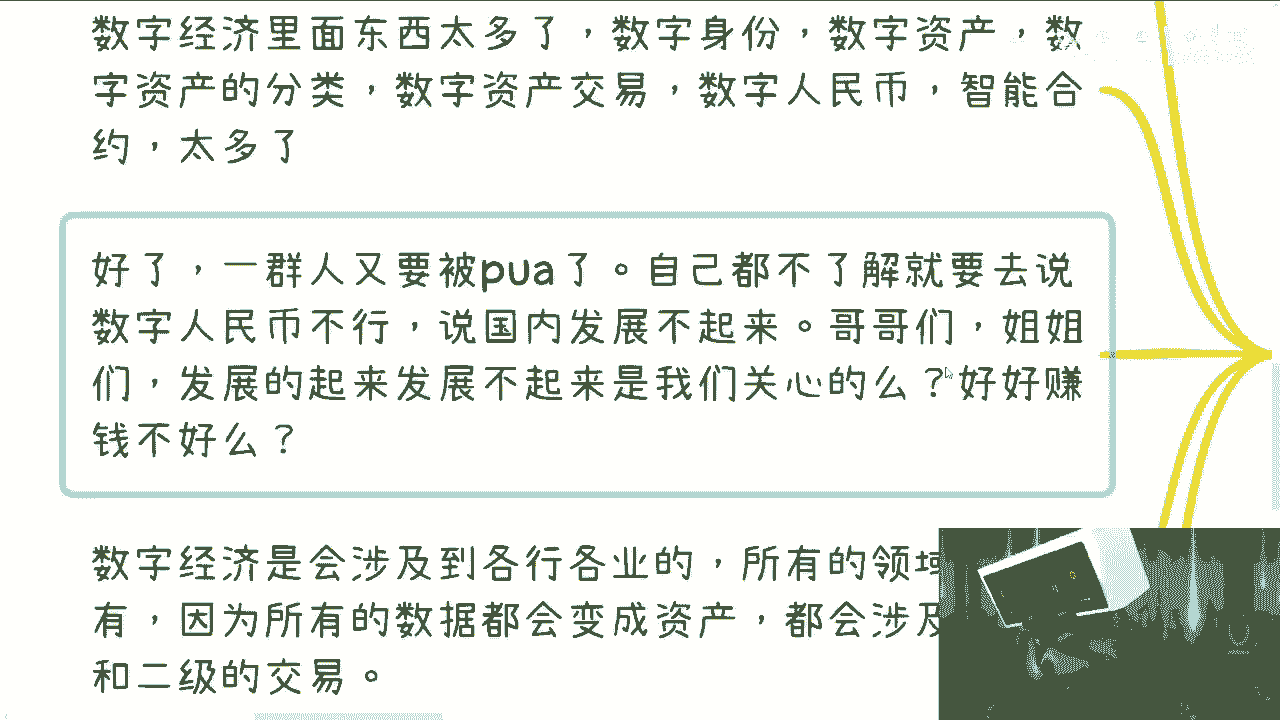 数字经济里面东西太多了，数字身份，数字资产，数
字资产的分类，数字资产交易，数字人民币，智能合
约，太多了
好了，一群人又要被pua了。自己都不了解就要去说
数字人民币不行，说国内发展不起来。哥哥们，姐姐
们，发展的起来发展不起来是我们关心的么？好好赚
钱不好么？
数字经济是会涉及到各行各业的，所有的领域
有，因为所有的数据都会变成资产，都会涉及
和二级的交易。